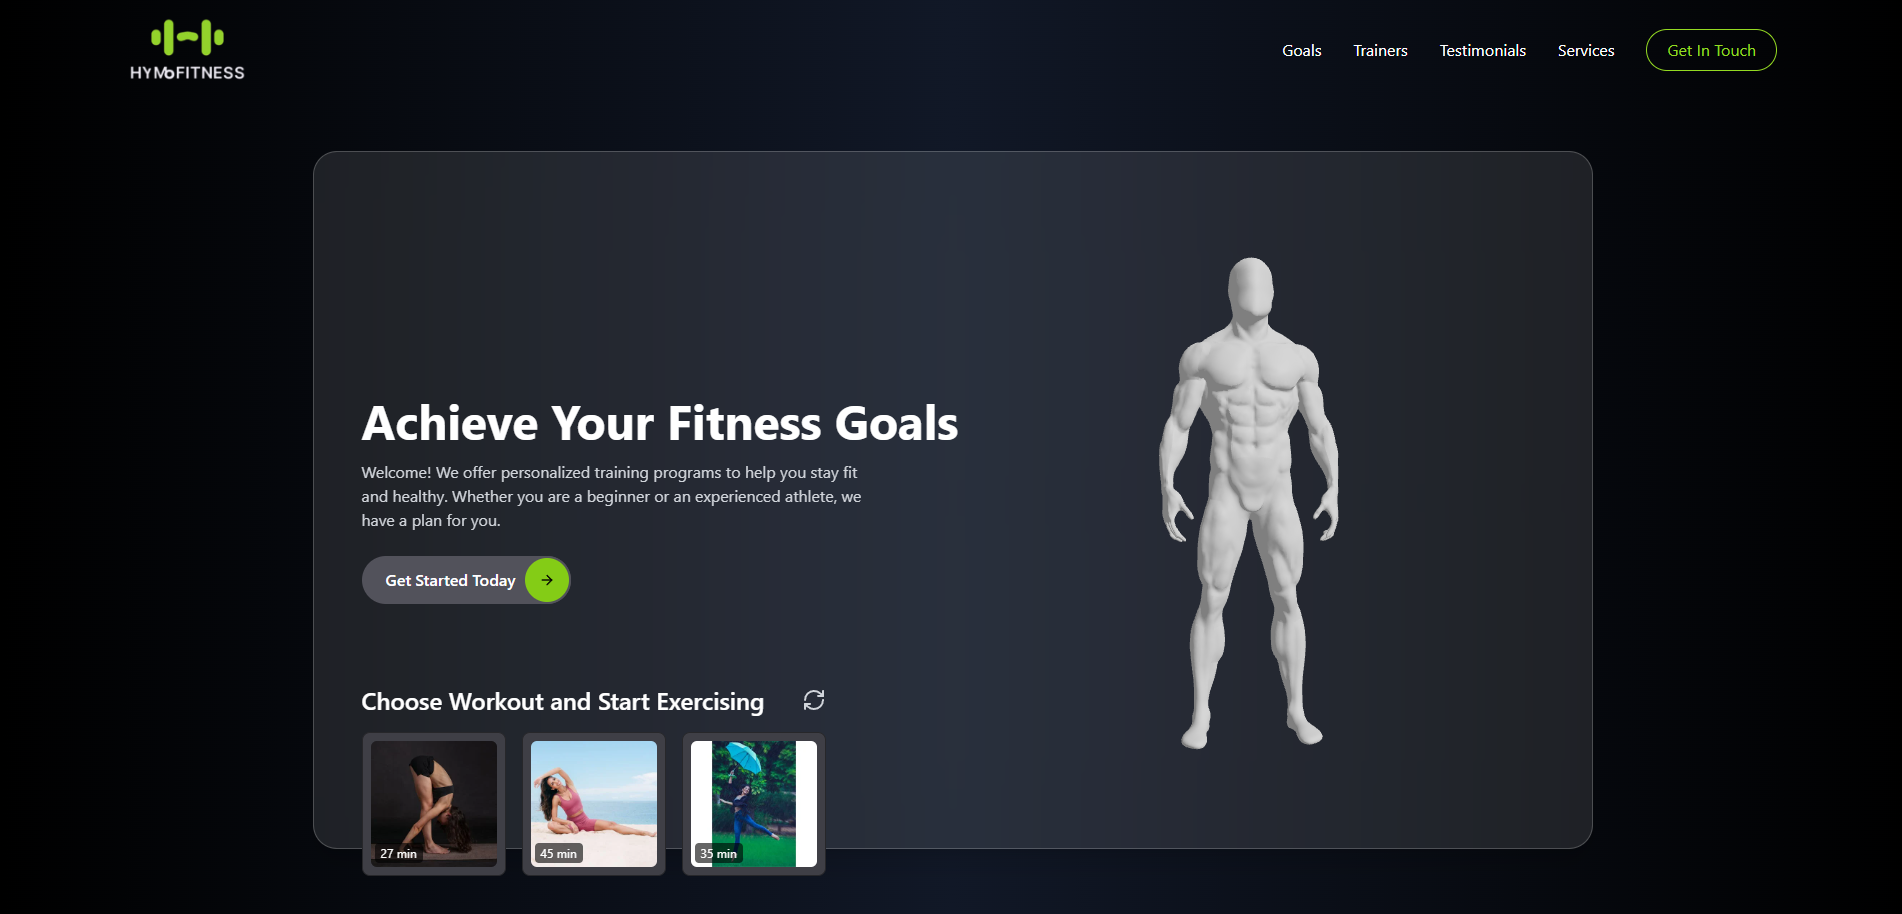 HYMoFITNESS
Goals
Trainers
Testimonials
Services
Get In Touch
Achieve Your Fitness Goals
Welcome! We offer personalized training programs to help you stay fit
and healthy. Whether you are a beginner or an experienced athlete, we
have a plan for you.
Get Started Today
Choose Workout and Start Exercising
27 min
45 min
35 min